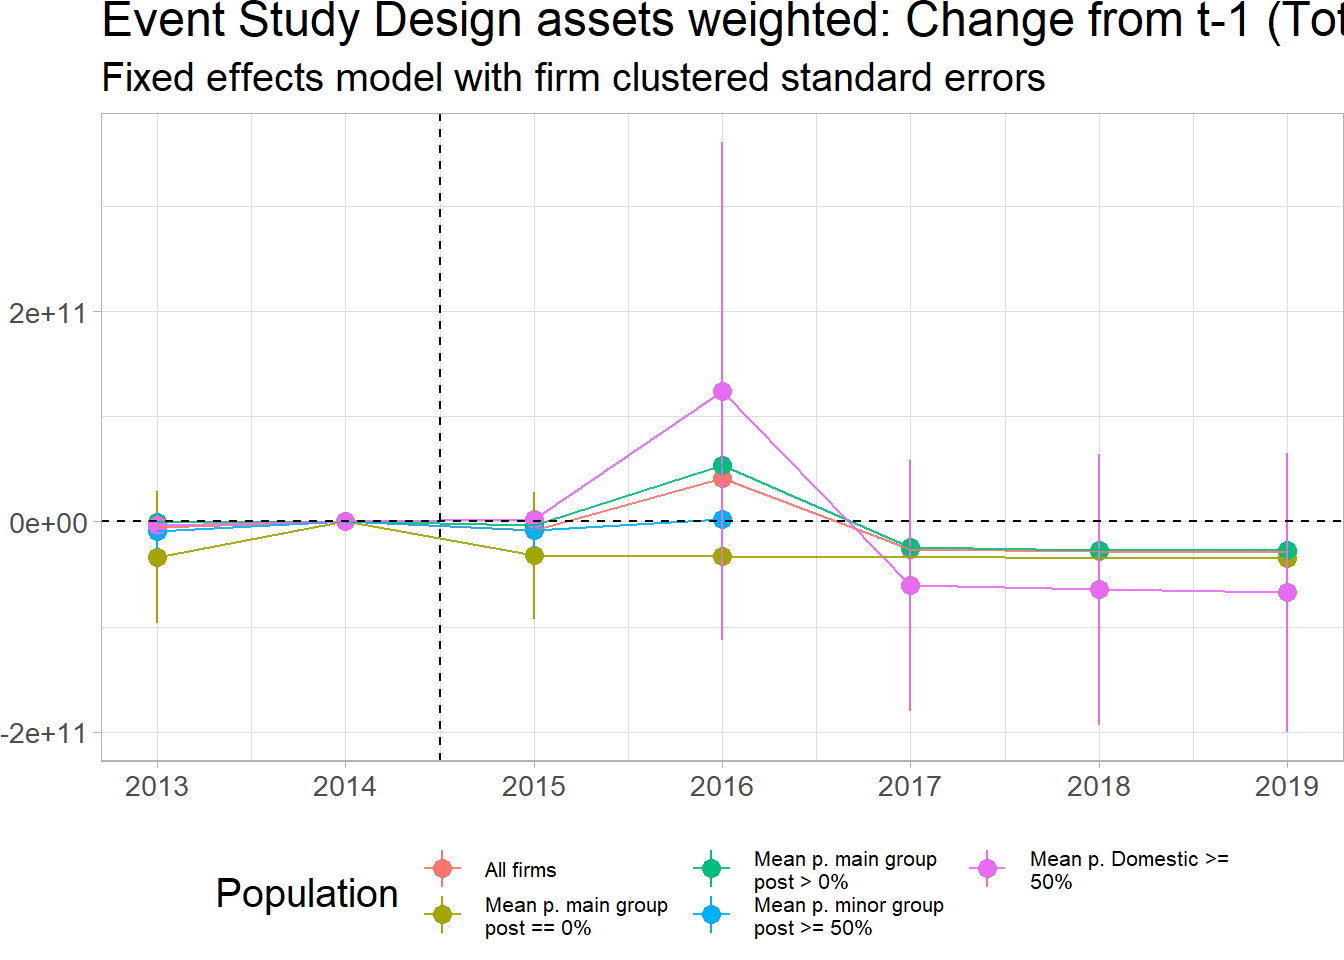 Event Study Design assets weighted: Change from t-1 (Tot
Fixed effects model with firm clustered standard errors
2e+11
0e+00
-2e+11
2013 2014 2015 2016 2017 2018 2019
Population
All firms
Mean p. main group
post == 0%
Mean p. main group
post > 0%
Mean p. minor group
post >= 50%
Mean p. Domestic >=
50%